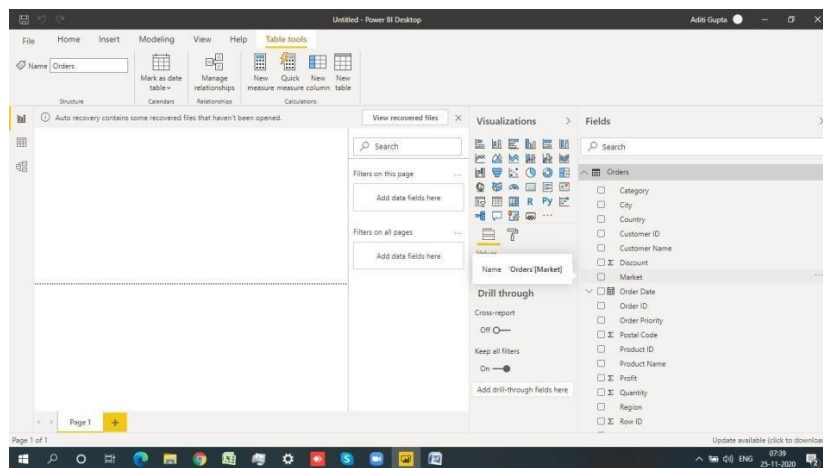 Untitled - Power BI Desktop
Aditi Gupta
File Home Insert Modeling View Help Table tools
Name Orders
Mark as date table
Manage relationships
New measure
Quick measure
New column
New table
Structure
Calendars
Relationships
Calculations
Auto recovery contains some recovered files that haven't been opened.
View recovered files
Search
Filters on this page
Add data fields here
Filters on all pages
Add data fields here
Visualizations
R Py
Values
Name 'Orders'[Market]
Drill through
Cross-report
Off
Keep all filters
On
Add drill-through fields here
Fields
Search
Orders
Category
City
Country
Customer ID
Customer Name
Σ Discount
Market
Order Date
Order ID
Order Priority
Σ Postal Code
Product ID
Product Name
Σ Profit
Σ Quantity
Region
Σ Row ID
Page 1
Page 1 of 1
Update available (click to download
ENG
07:39
25-11-2020